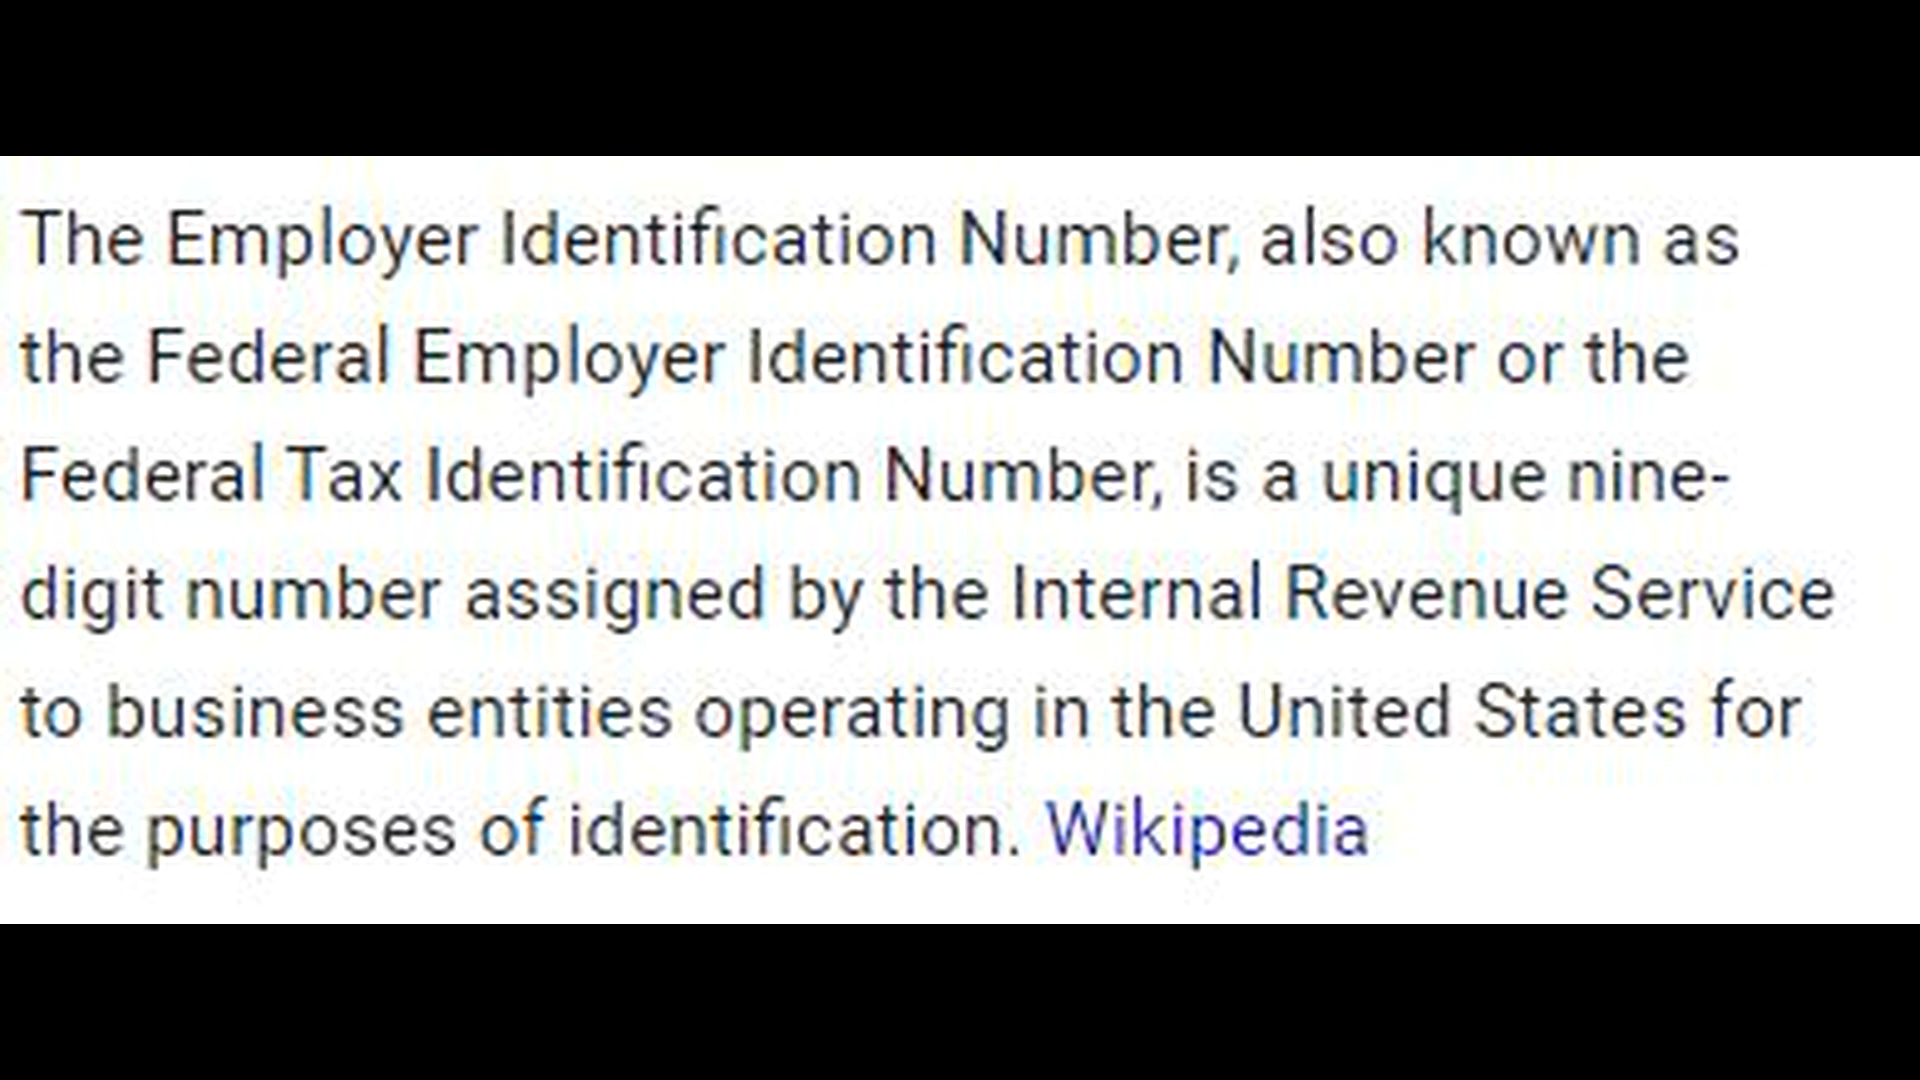 The Employer Identification Number, also known as
the Federal Employer Identification Number or the
Federal Tax Identification Number, is a unique nine-
digit number assigned by the Internal Revenue Service
to business entities operating in the United States for
the purposes of identification. Wikipedia